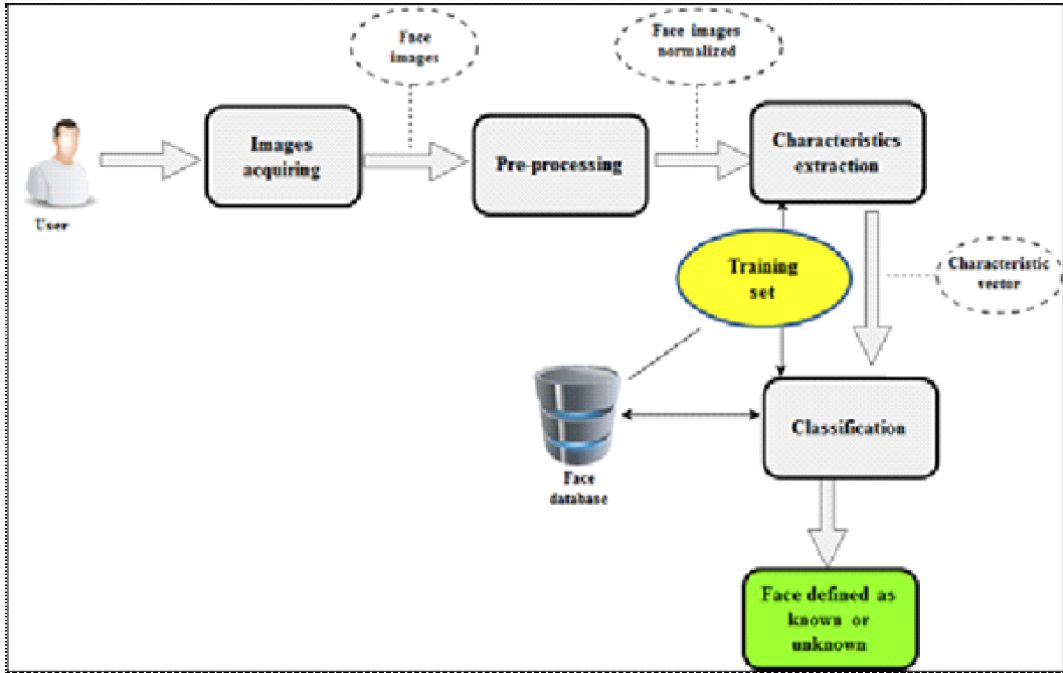 Face
images
Face images
normalized
Images
acquiring
Pre-processing
Characteristics
extraction
User
Training
set
Characteristic
vector
Classification
Face
database
Face defined as
known or
unknown